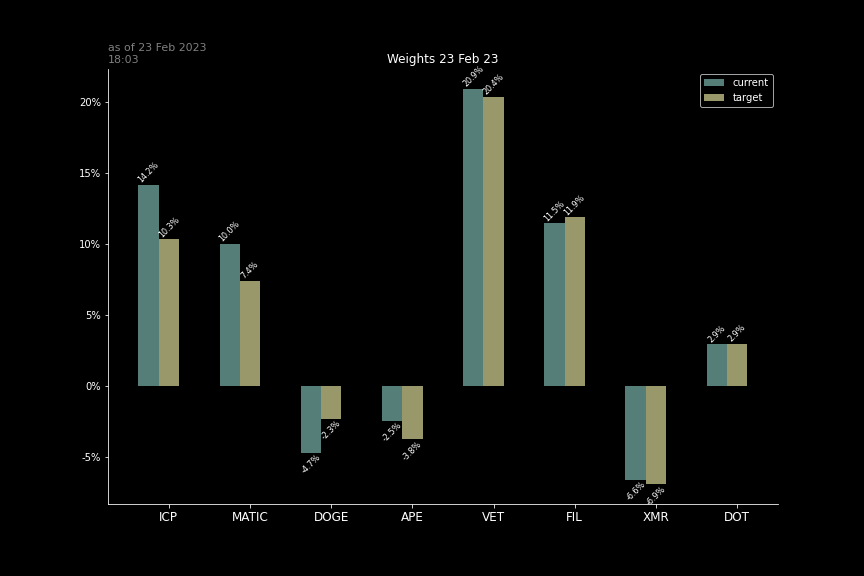 as of 23 Feb 2023
18:03
Weights 23 Feb 23
current
target
20%
15%
10%
5%
0%
-5%
14.2%
10.3%
10.0%
7.4%
-4.7%
-2.3%
-2.5%
-3.8%
20.9%
20.4%
11.5%
11.9%
-6.6%
-6.9%
2.9%
2.9%
ICP
MATIC
DOGE
APE
VET
FIL
XMR
DOT